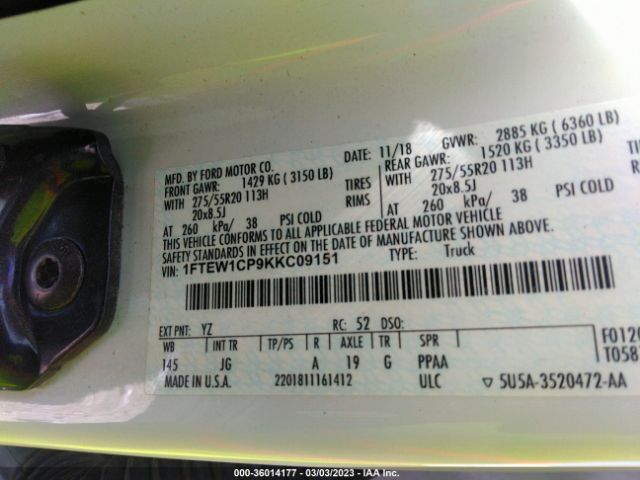 MFD. BY FORD MOTOR CO.
DATE: 11/18 GVWR: 2885 KG ( 6360 LB)
FRONT GAWR: 1429 KG ( 3150 LB) REAR GAWR: 1520 KG ( 3350 LB)
WITH 275/55R20 113H TIRES WITH 275/55R20 113H
20x8.5J RIMS 20x8.5J
AT 260 kPa/ 38 PSI COLD AT 260 kPa/ 38 PSI COLD
THIS VEHICLE CONFORMS TO ALL APPLICABLE FEDERAL MOTOR VEHICLE
SAFETY STANDARDS IN EFFECT ON THE DATE OF MANUFACTURE SHOWN ABOVE.
VIN: 1FTEW1CP9KKC09151 TYPE: Truck
EXT PNT: YZ RC: 52 DSO:
WB INT TR TP/PS R AXLE TR SPR
145 JG A 19 G PPAA
MADE IN U.S.A. 2201811161412 ULC ▽ 5U5A-3520472-AA
000-36014177 - 03/03/2023 - IAA Inc.